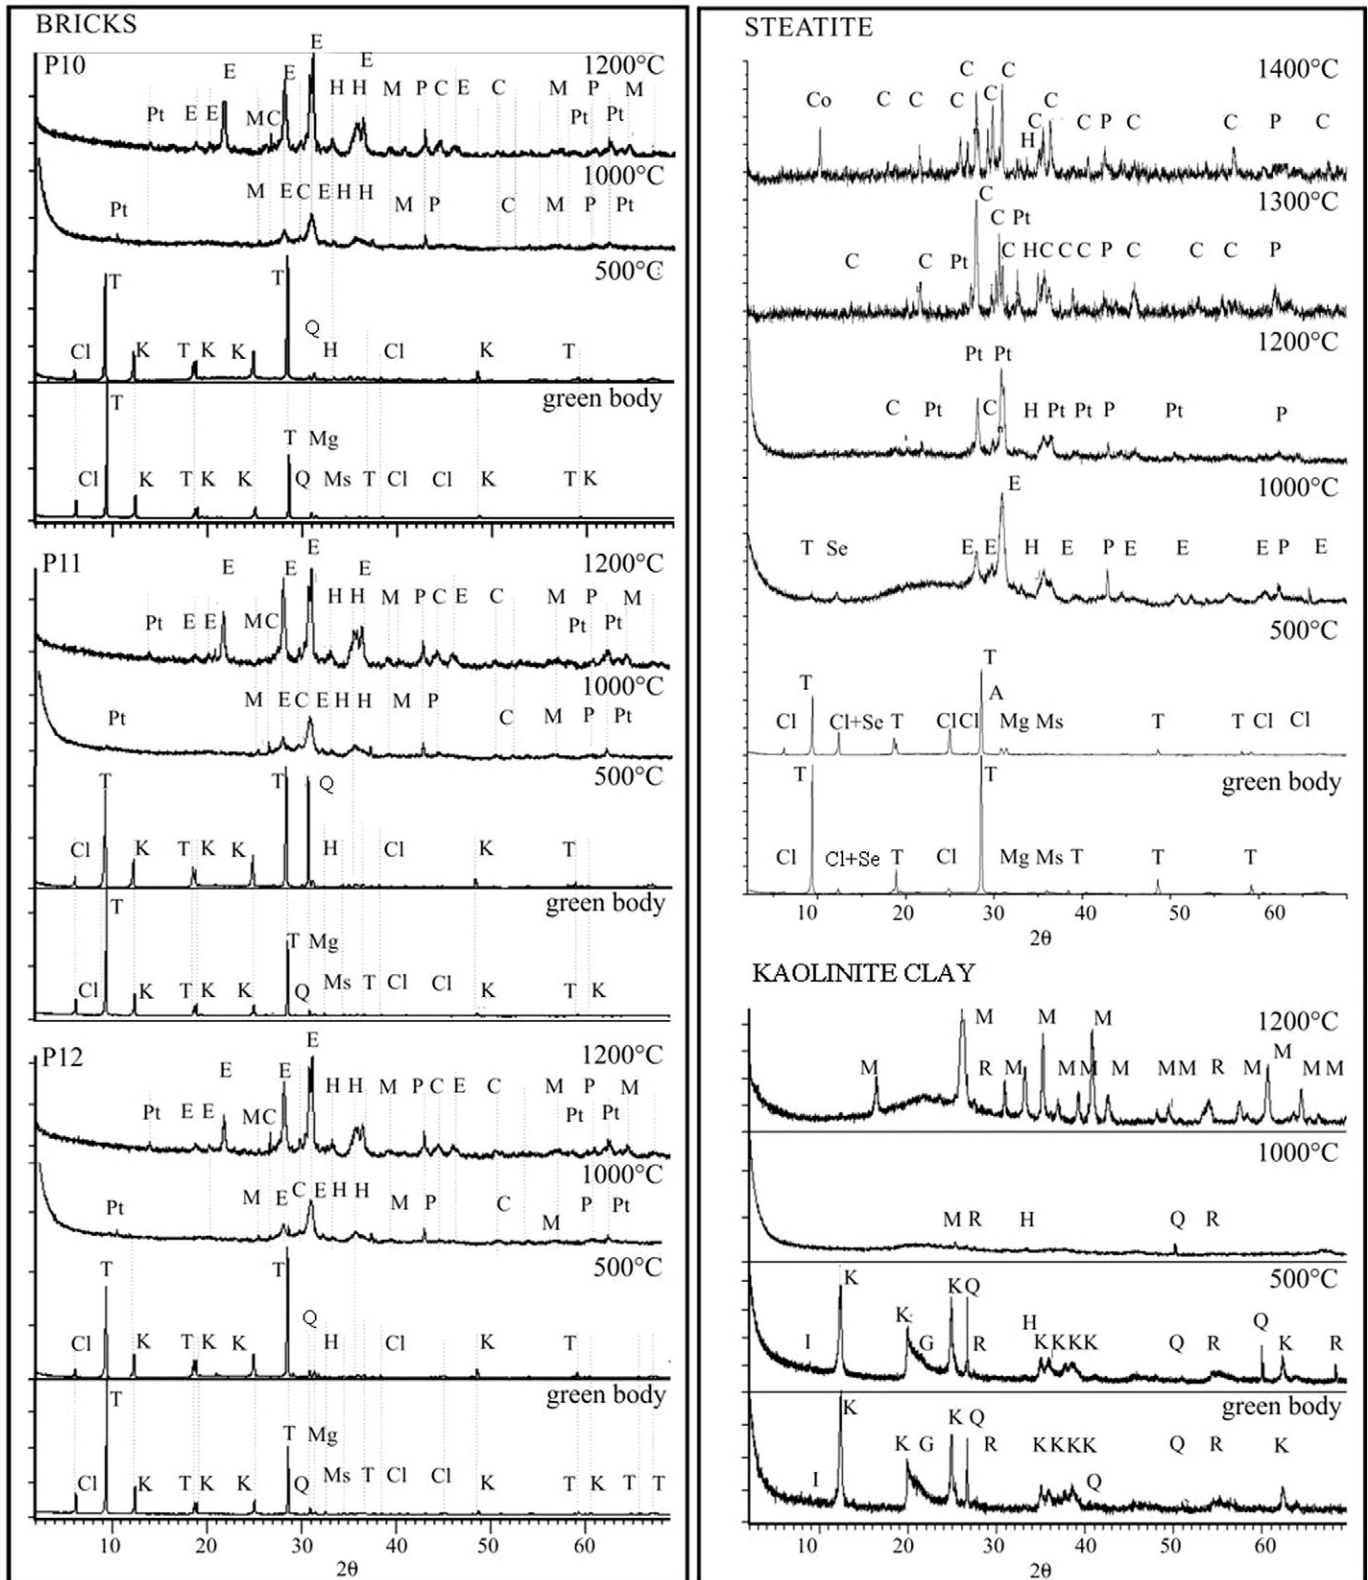 BRICKS
P10
1200°C
E
E E E
H H M P C E C M P M
Pt E E M C Pt Pt
1000°C
M E C E H H M P C M P Pt
Pt
500°C
T T
Q
Cl K T K K H Cl K T
green body
T
T Mg
Cl K T K K Q Ms T Cl Cl K T K
P11
1200°C
E
E E E
H H M P C E C M P M
Pt E E M C Pt Pt
1000°C
M E C E H H M P
Pt C M P Pt
500°C
T T Q
Cl K T K K H Cl K T
green body
T
T Mg
Ms T Cl Cl
Cl K T K K Q K T K
P12
1200°C
E
E E
H H M P C E C M P M
Pt E E M C Pt Pt
1000°C
M E C E H H M P C P Pt
Pt M
500°C
T T
Q
Cl K T K K H Cl K T
green body
T
T Mg
Ms T Cl Cl
Cl K T K K Q K T K T T
10 20 30 40 50 60
2θ
STEATITE
1400°C
C C
Co C C C C C
C H C P C C P C
1300°C
C
C Pt
C H C C C P C C C P
C C Pt
1200°C
Pt Pt
C Pt C H Pt Pt P Pt P
1000°C
E
T Se E E H E P E E E P E
500°C
T
T A
Cl Cl+Se T Cl Cl Mg Ms T T Cl Cl
green body
T T
Cl Cl+Se T Cl Mg Ms T T T
10 20 30 40 50 60
2θ
KAOLINITE CLAY
1200°C
M M M
M
M R M M M M M M R M M M
1000°C
M R H Q R
500°C
K K Q
K H Q
I G R K K K K Q R K R
green body
K K Q
K G R K K K K Q R K
I Q
10 20 30 40 50 60
2θ